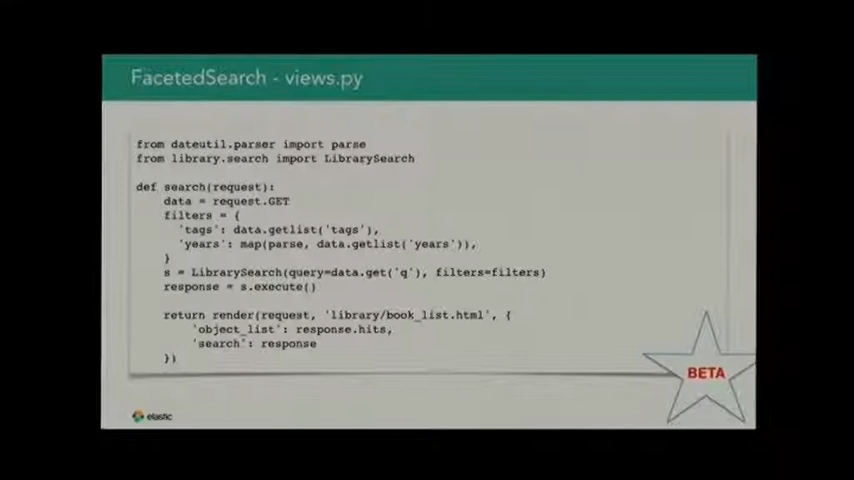 FacetedSearch - views.py
from dateutil.parser import parse
from library.search import LibrarySearch
def search(request):
data = request.GET
filters = {
'tags': data.getlist('tags'),
'years': map(parse, data.getlist('years')),
}
s = LibrarySearch(query=data.get('q'), filters=filters)
response = s.execute()
return render(request, 'library/book_list.html', {
'object_list': response.hits,
'search': response
})
BETA
elastic